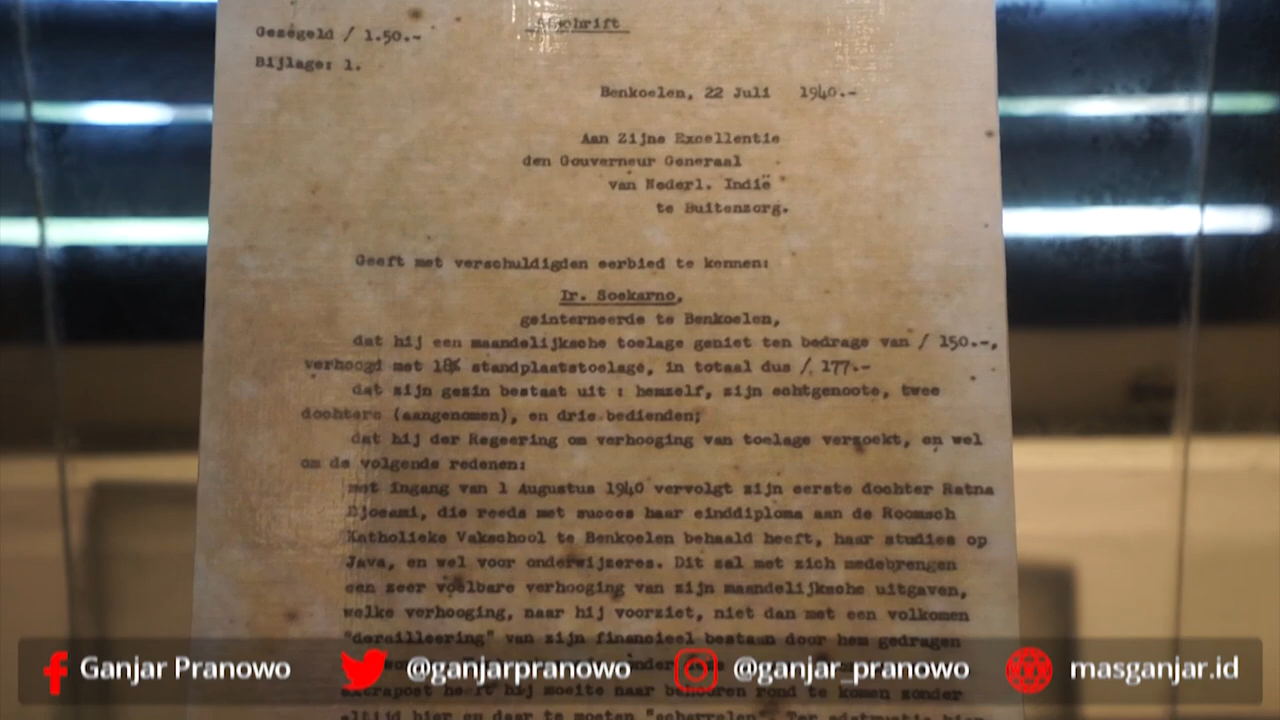 Afschrift
Gezegeld ƒ 1.50.-
Bijlage: 1.
Benkoelen, 22 Juli 1940.-
Aan Zijne Excellentie
den Gouverneur Generaal
van Nederl. Indië
te Buitenzorg.
Geeft met verschuldigden eerbied te kennen:
Ir. Soekarno,
geinterneerde te Benkoelen,
dat hij een maandelijksche toelage geniet ten bedrage van ƒ 150.-,
verhoogd met 18% standplaatstoelage, in totaal dus ƒ 177.-
dat zijn gezin bestaat uit : hemzelf, zijn echtgenoote, twee
dochters (aangenomen), en drie bedienden;
dat hij der Regeering om verhooging van toelage verzoekt, en wel
om de volgende redenen:
met ingang van 1 Augustus 1940 vervolgt zijn eerste dochter Ratna
Djoeami, die reeds met succes haar einddiploma aan de Roomsch
Katholieke Vakschool te Benkoelen behaald heeft, haar studies op
Java, en wel voor onderwijzeres. Dit zal met zich medebrengen
een zeer voelbare verhooging van zijn maandelijksche uitgaven,
welke verhooging, naar hij voorziet, niet dan met een volkomen
"derailleering" van zijn financieel bestaan door hem gedragen
Ganjar Pranowo @ganjarpranowo @ganjar_pranowo masganjar.id
hij moeite naar behooren rond te komen zonder
altijd hier en daar te moeten "scharrelen".